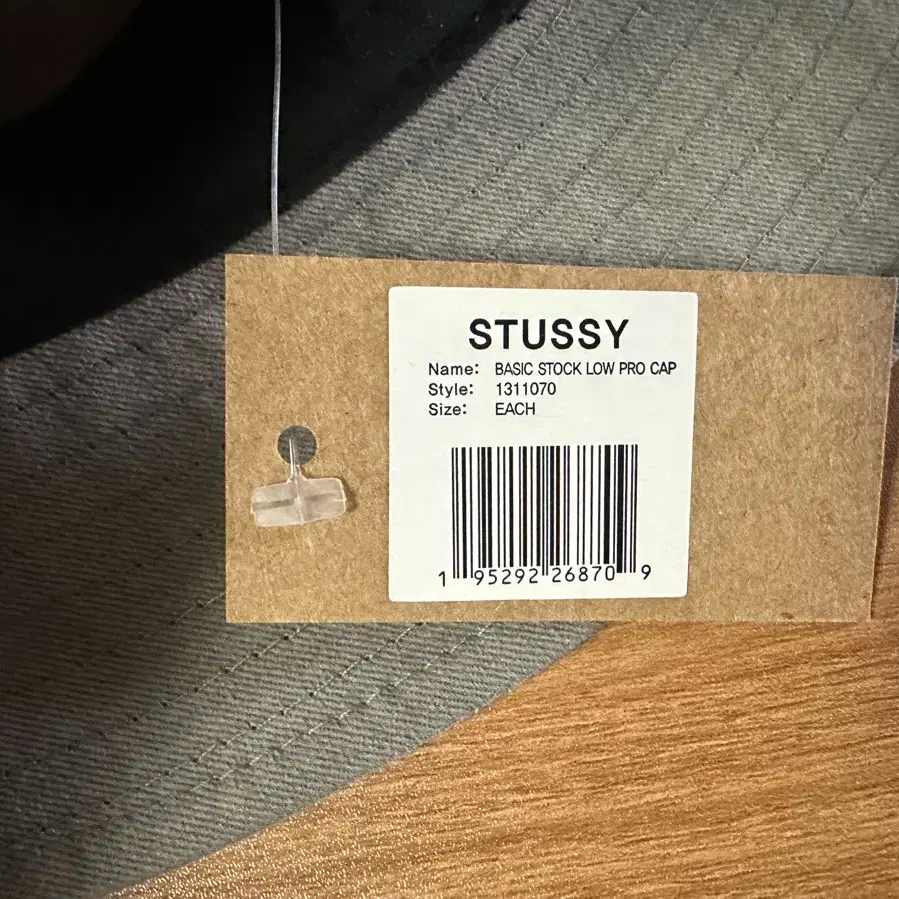 STUSSY
Name: BASIC STOCK LOW PRO CAP
Style: 1311070
Size: EACH
1 95292 26870 9